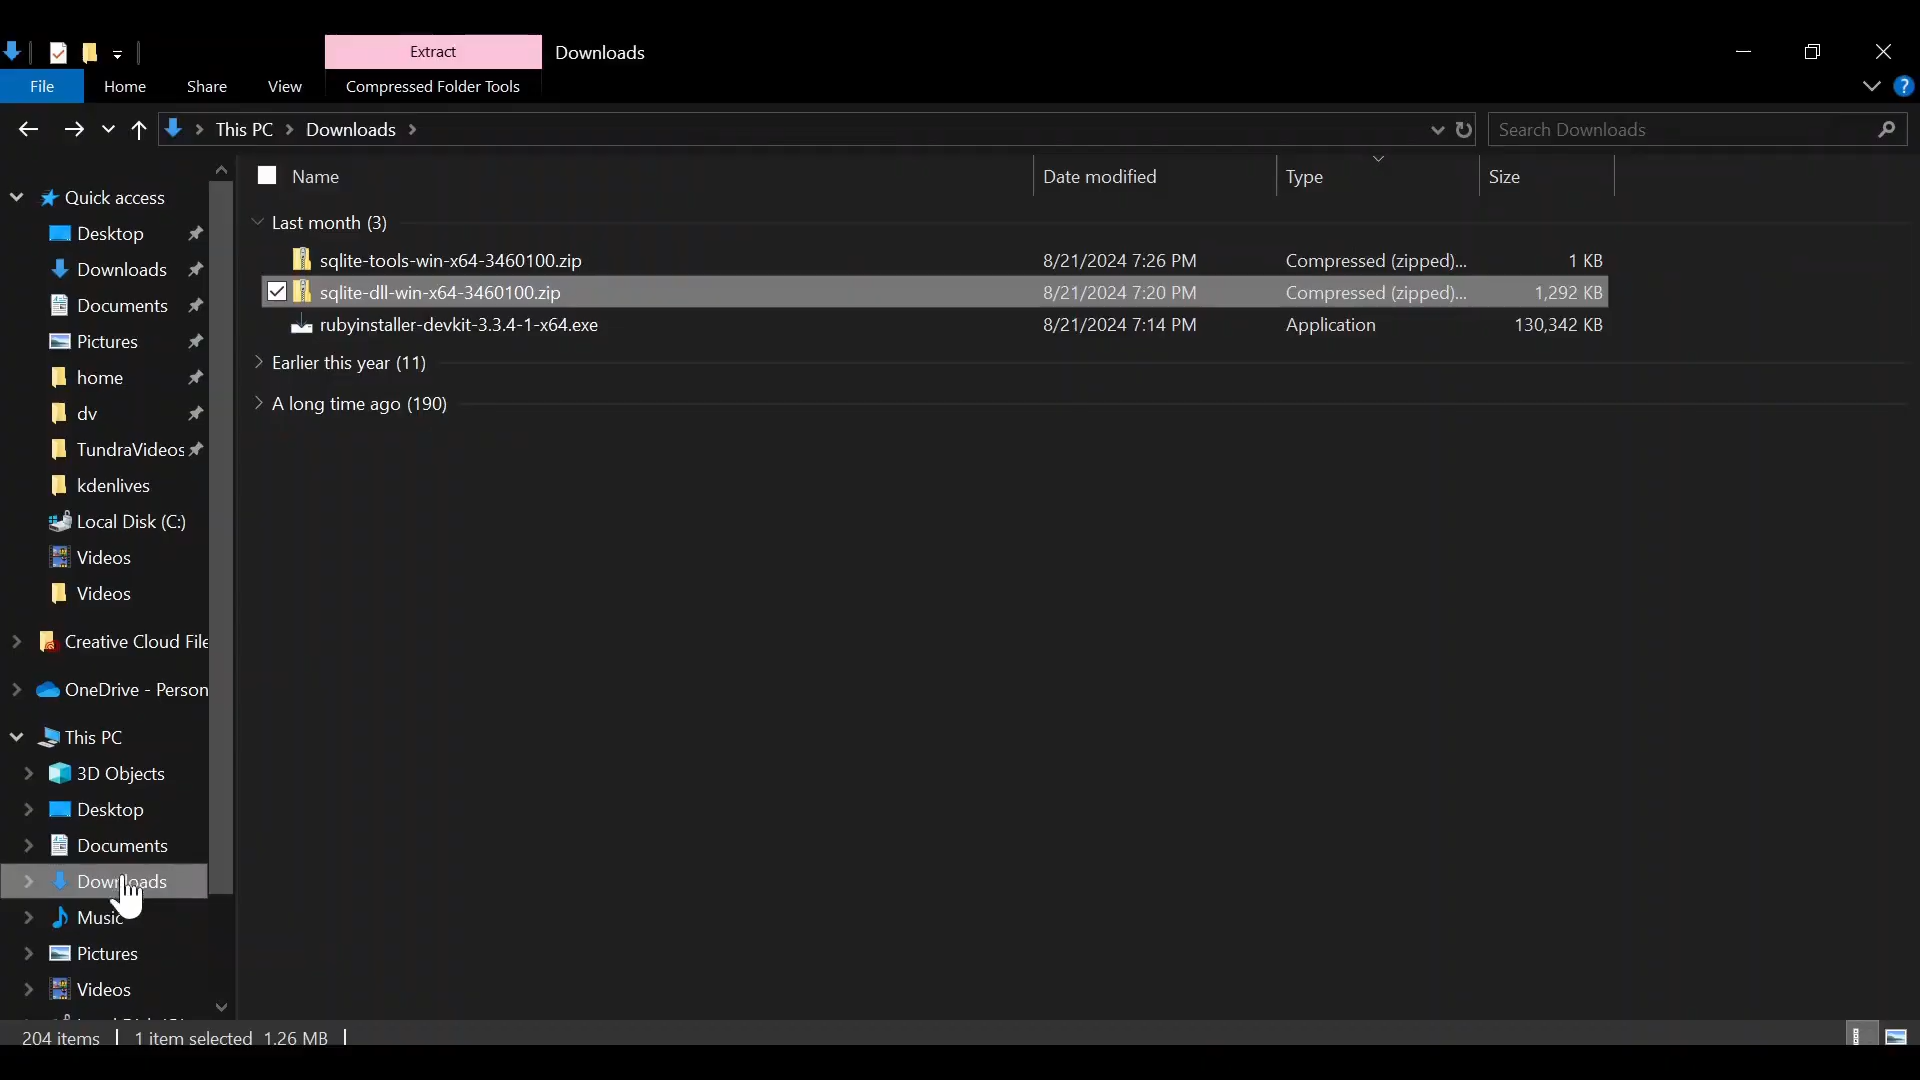 Extract
Downloads
File
Home
Share
View
Compressed Folder Tools
?
This PC
Downloads
Search Downloads
Quick access
Desktop
Downloads
Documents
Pictures
home
dv
TundraVideos
kdenlives
Local Disk (C:)
Videos
Videos
Creative Cloud File
OneDrive - Person
This PC
3D Objects
Desktop
Documents
Downloads
Music
Pictures
Videos
Name Date modified Type Size
Last month (3)
sqlite-tools-win-x64-3460100.zip 8/21/2024 7:26 PM Compressed (zipped)... 1 KB
sqlite-dll-win-x64-3460100.zip 8/21/2024 7:20 PM Compressed (zipped)... 1,292 KB
rubyinstaller-devkit-3.3.4-1-x64.exe 8/21/2024 7:14 PM Application 130,342 KB
Earlier this year (11)
A long time ago (190)
204 items 1 item selected 1.26 MB